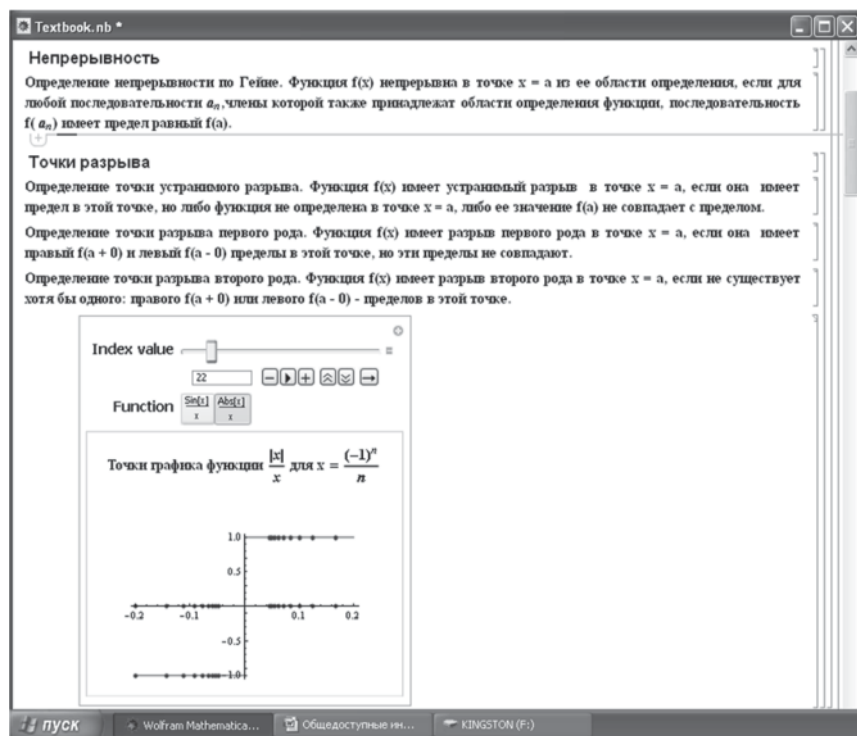 Textbook.nb *
Непрерывность
Определение непрерывности по Гейне. Функция f(x) непрерывна в точке x = a из ее области определения, если для
любой последовательности aₙ,члены которой также принадлежат области определения функции, последовательность
f( aₙ) имеет предел равный f(a).
Точки разрыва
Определение точки устранимого разрыва. Функция f(x) имеет устранимый разрыв в точке x = a, если она имеет
предел в этой точке, но либо функция не определена в точке x = a, либо ее значение f(a) не совпадает с пределом.
Определение точки разрыва первого рода. Функция f(x) имеет разрыв первого рода в точке x = a, если она имеет
правый f(a + 0) и левый f(a - 0) пределы в этой точке, но эти пределы не совпадают.
Определение точки разрыва второго рода. Функция f(x) имеет разрыв второго рода в точке x = a, если не существует
хотя бы одного: правого f(a + 0) или левого f(a - 0) - пределов в этой точке.
Index value
22
Function Sin[x]/x Abs[x]/x
Точки графика функции |x|/x для x = (-1)ⁿ/n
1.0
0.5
-0.2 -0.1 0.1 0.2
-0.5
-1.0
пуск Wolfram Mathematica... Общедоступные ин... KINGSTON (F:)